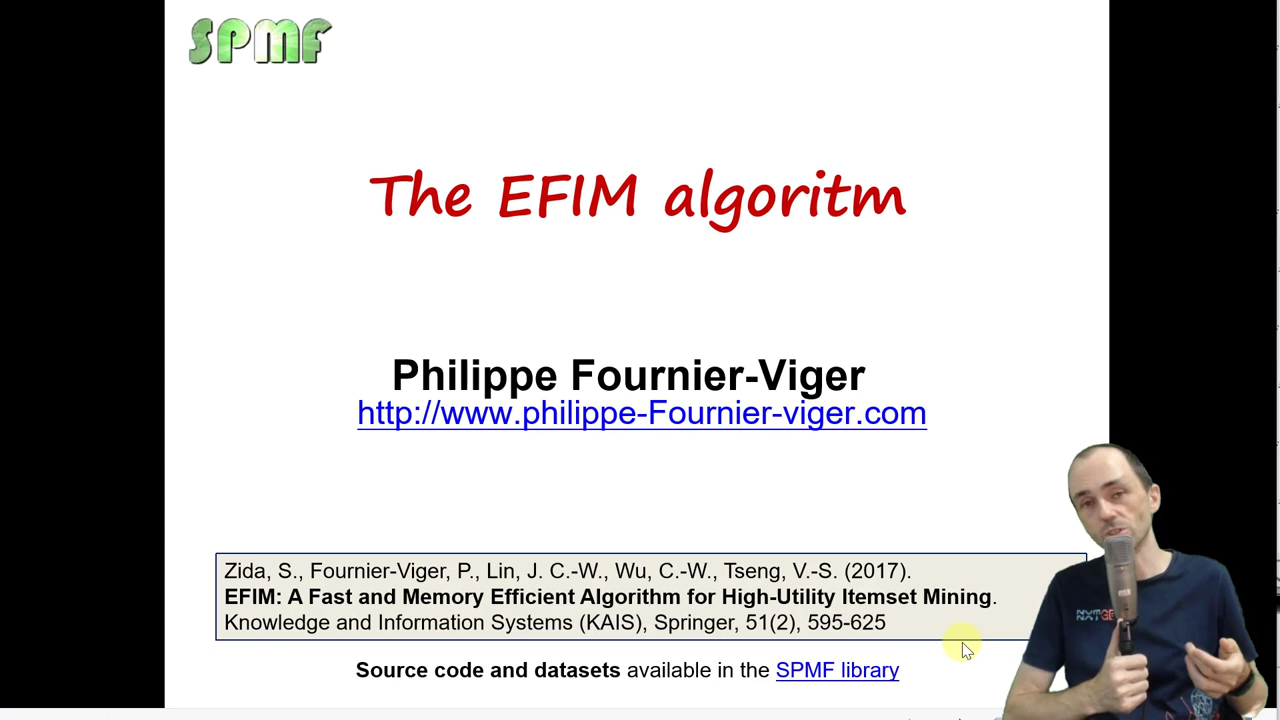 SPMF
The EFIM algoritm
Philippe Fournier-Viger
http://www.philippe-Fournier-viger.com
Zida, S., Fournier-Viger, P., Lin, J. C.-W., Wu, C.-W., Tseng, V.-S. (2017).
EFIM: A Fast and Memory Efficient Algorithm for High-Utility Itemset Mining.
Knowledge and Information Systems (KAIS), Springer, 51(2), 595-625
Source code and datasets available in the SPMF library